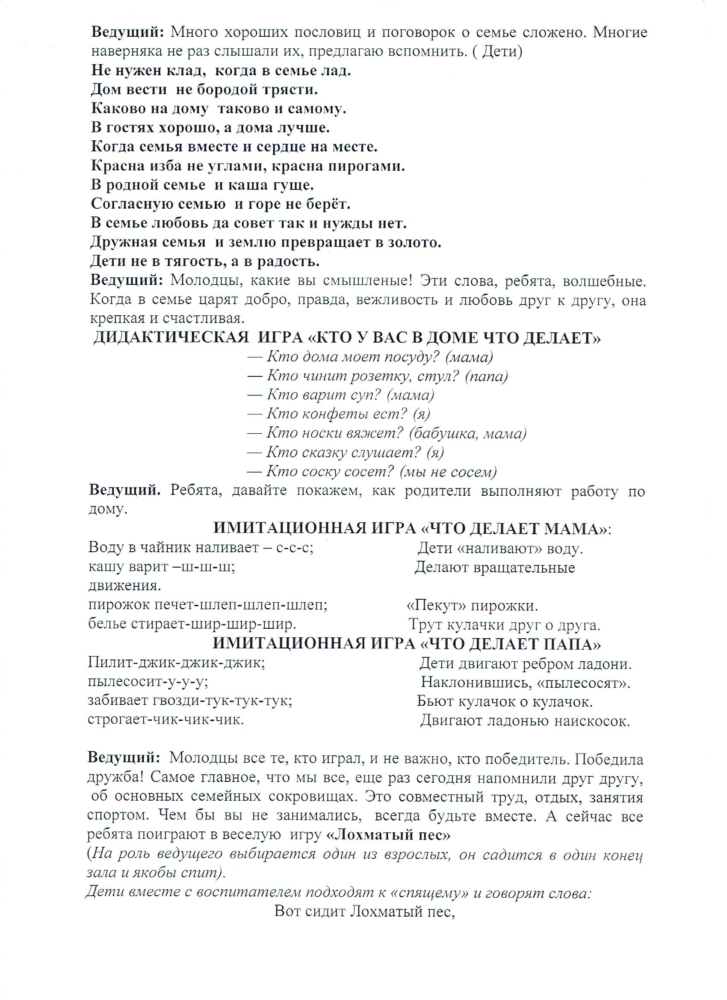 Ведущий: Много хороших пословиц и поговорок о семье сложено. Многие
наверняка не раз слышали их, предлагаю вспомнить. ( Дети)
Не нужен клад,  когда в семье лад.
Дом вести  не бородой трясти.
Каково на дому  таково и самому.
В гостях хорошо, а дома лучше.
Когда семья вместе и сердце на месте.
Красна изба не углами, красна пирогами.
В родной семье  и каша гуще.
Согласную семью  и горе не берёт.
В семье любовь да совет так и нужды нет.
Дружная семья  и землю превращает в золото.
Дети не в тягость, а в радость.
Ведущий: Молодцы, какие вы смышленые! Эти слова, ребята, волшебные.
Когда в семье царят добро, правда, вежливость и любовь друг к другу, она
крепкая и счастливая.
ДИДАКТИЧЕСКАЯ  ИГРА «КТО У ВАС В ДОМЕ ЧТО ДЕЛАЕТ»
— Кто дома моет посуду? (мама)
— Кто чинит розетку, стул? (папа)
— Кто варит суп? (мама)
— Кто конфеты ест? (я)
— Кто носки вяжет? (бабушка, мама)
— Кто сказку слушает? (я)
— Кто соску сосет? (мы не сосем)
Ведущий. Ребята, давайте покажем, как родители выполняют работу по
дому.
ИМИТАЦИОННАЯ ИГРА «ЧТО ДЕЛАЕТ МАМА»:
Воду в чайник наливает – с-с-с; Дети «наливают» воду.
кашу варит –ш-ш-ш; Делают вращательные
движения.
пирожок печет-шлеп-шлеп-шлеп; «Пекут» пирожки.
белье стирает-шир-шир-шир. Трут кулачки друг о друга.
ИМИТАЦИОННАЯ ИГРА «ЧТО ДЕЛАЕТ ПАПА»
Пилит-джик-джик-джик; Дети двигают ребром ладони.
пылесосит-у-у-у; Наклонившись, «пылесосят».
забивает гвозди-тук-тук-тук; Бьют кулачок о кулачок.
строгает-чик-чик-чик. Двигают ладонью наискосок.
Ведущий:  Молодцы все те, кто играл, и не важно, кто победитель. Победила
дружба! Самое главное, что мы все, еще раз сегодня напомнили друг другу,
об основных семейных сокровищах. Это совместный труд, отдых, занятия
спортом. Чем бы вы не занимались,  всегда будьте вместе. А сейчас все
ребята поиграют в веселую  игру «Лохматый пес»
(На роль ведущего выбирается один из взрослых, он садится в один конец
зала и якобы спит).
Дети вместе с воспитателем подходят к «спящему» и говорят слова:
Вот сидит Лохматый пес,